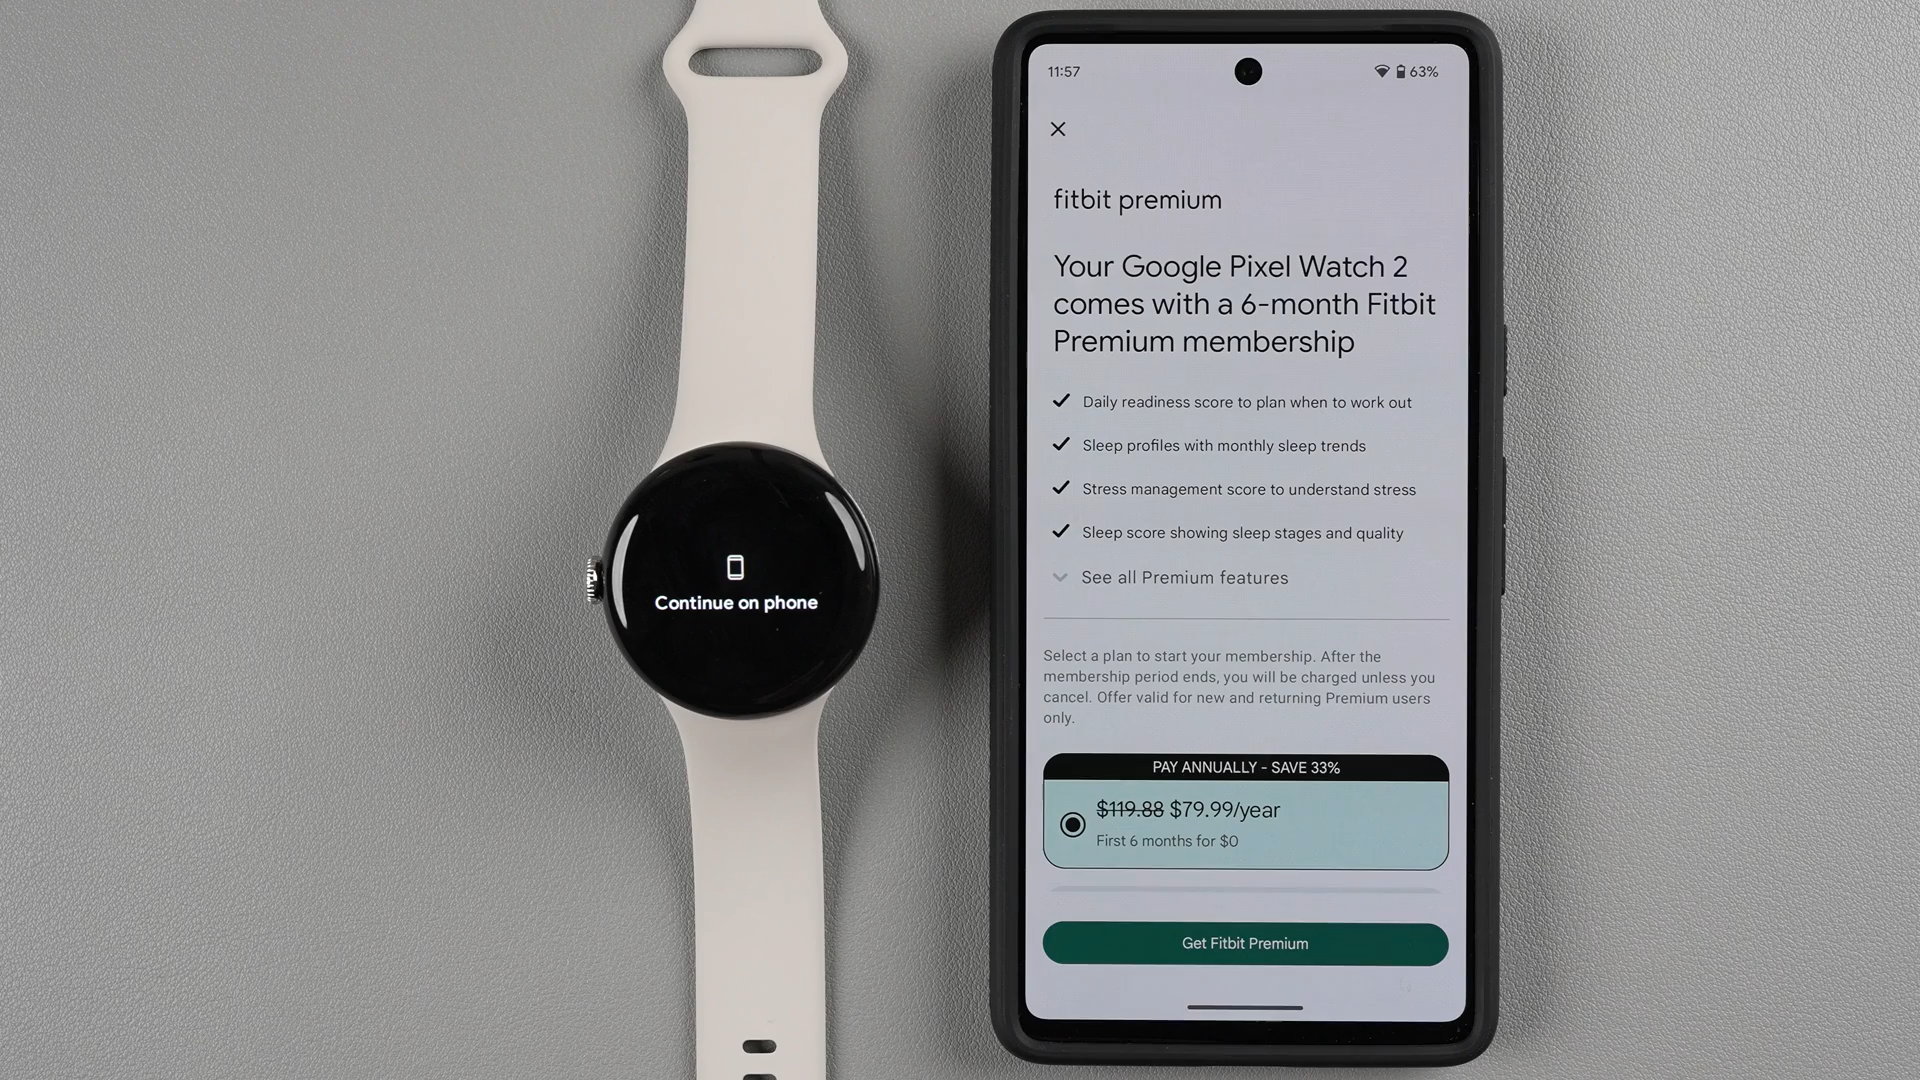 Continue on phone
11:57
63%
fitbit premium
Your Google Pixel Watch 2
comes with a 6-month Fitbit
Premium membership
Daily readiness score to plan when to work out
Sleep profiles with monthly sleep trends
Stress management score to understand stress
Sleep score showing sleep stages and quality
See all Premium features
Select a plan to start your membership. After the
membership period ends, you will be charged unless you
cancel. Offer valid for new and returning Premium users
only.
PAY ANNUALLY - SAVE 33%
$119.88 $79.99/year
First 6 months for $0
Get Fitbit Premium